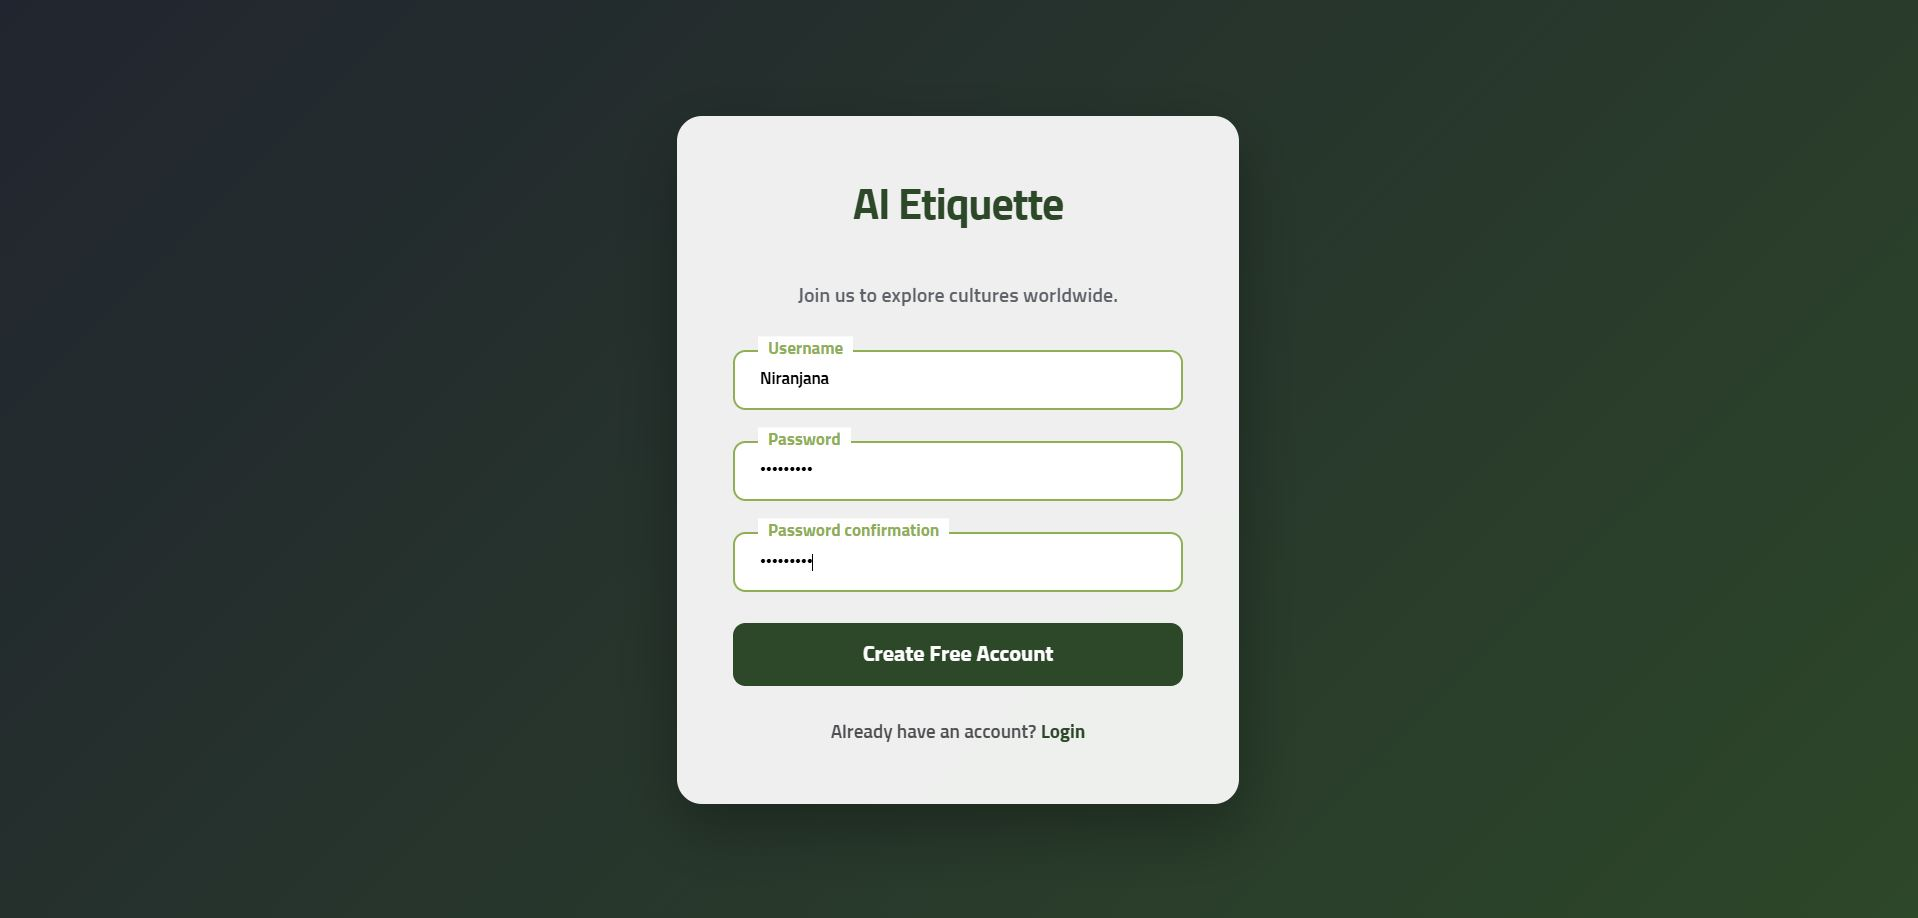 AI Etiquette
Join us to explore cultures worldwide.
Username
Niranjana
Password
•••••••••
Password confirmation
•••••••••
Create Free Account
Already have an account? Login